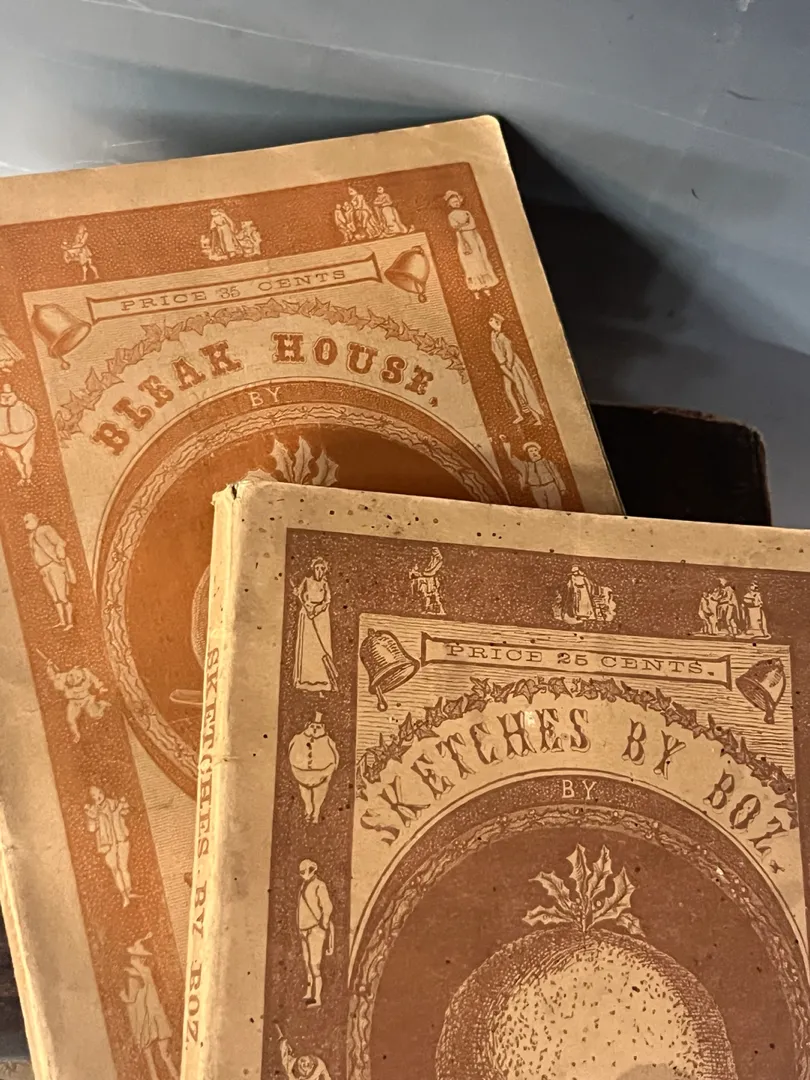 PRICE 35 CENTS
BLEAK HOUSE,
BY
PRICE 25 CENTS.
SKETCHES BY BOZ,
BY
SKETCHES BY BOZ